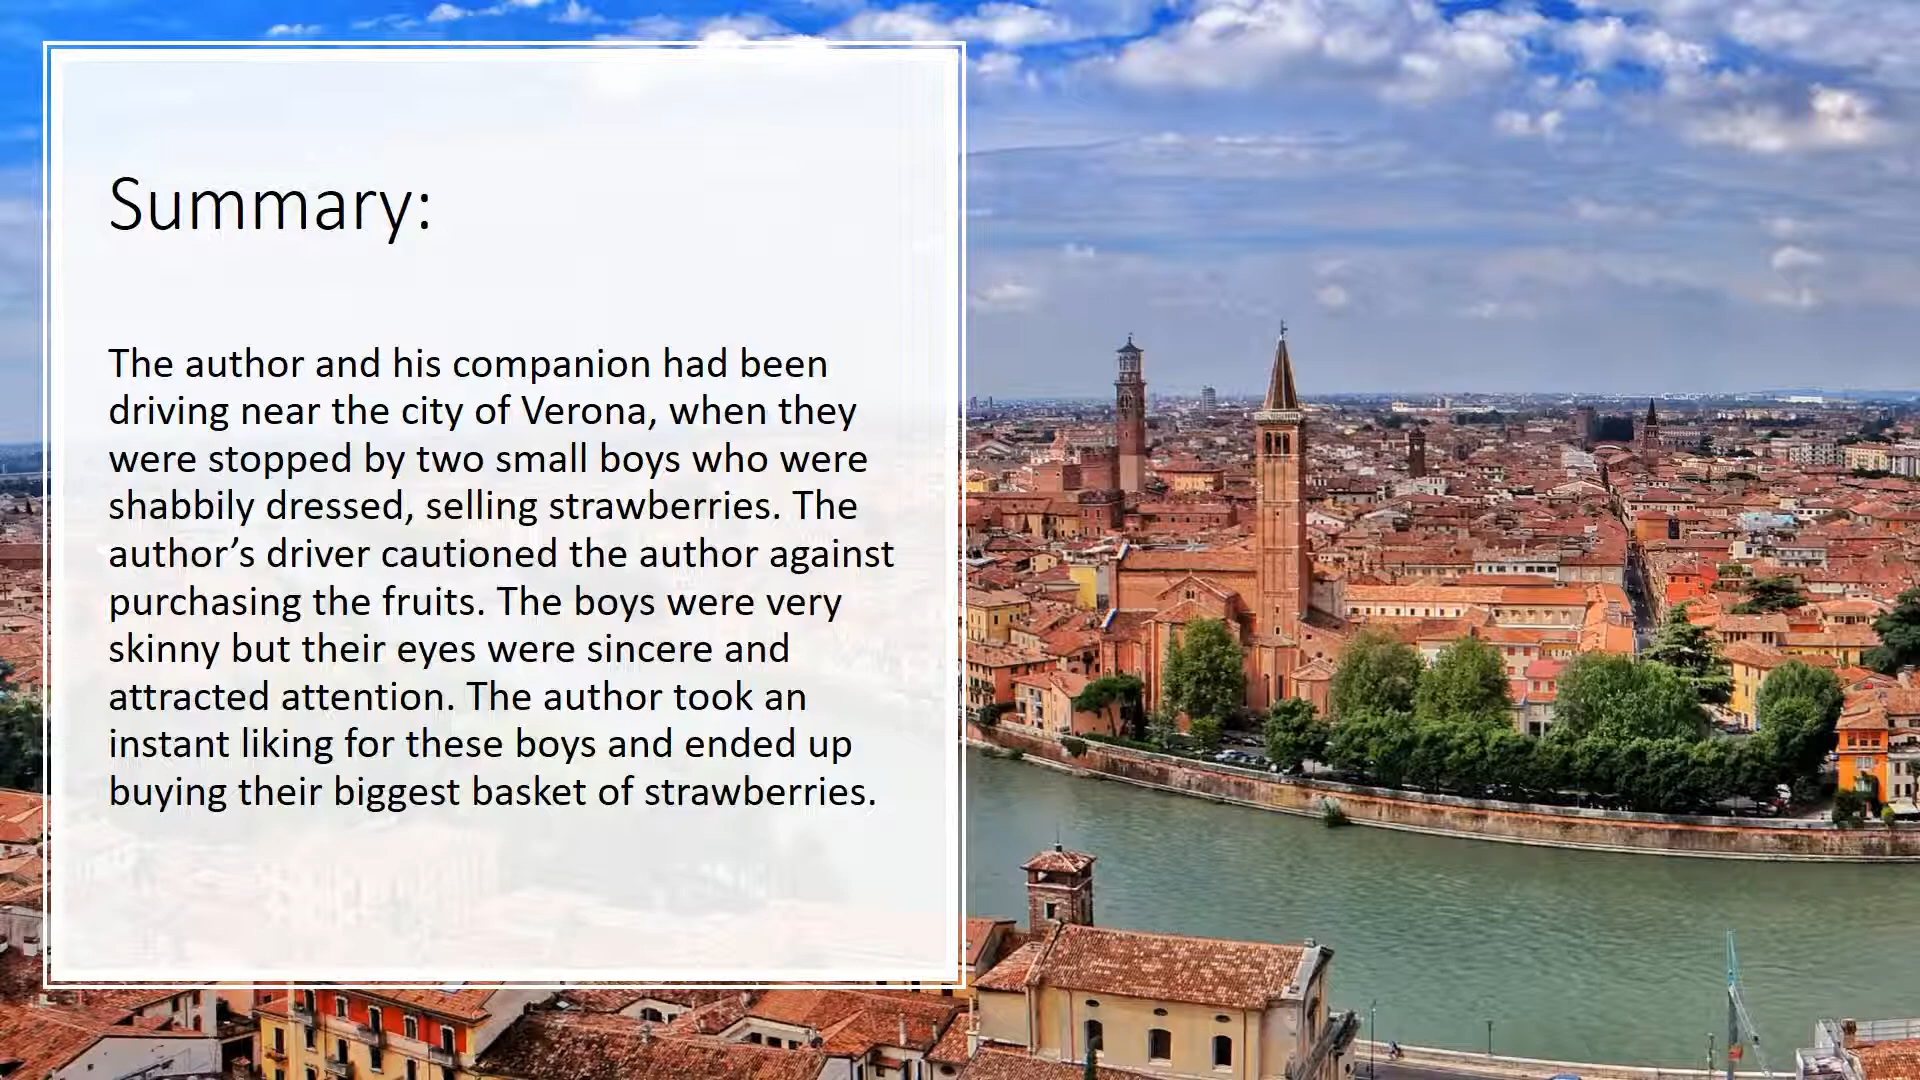 Summary:
The author and his companion had been
driving near the city of Verona, when they
were stopped by two small boys who were
shabbily dressed, selling strawberries. The
author’s driver cautioned the author against
purchasing the fruits. The boys were very
skinny but their eyes were sincere and
attracted attention. The author took an
instant liking for these boys and ended up
buying their biggest basket of strawberries.